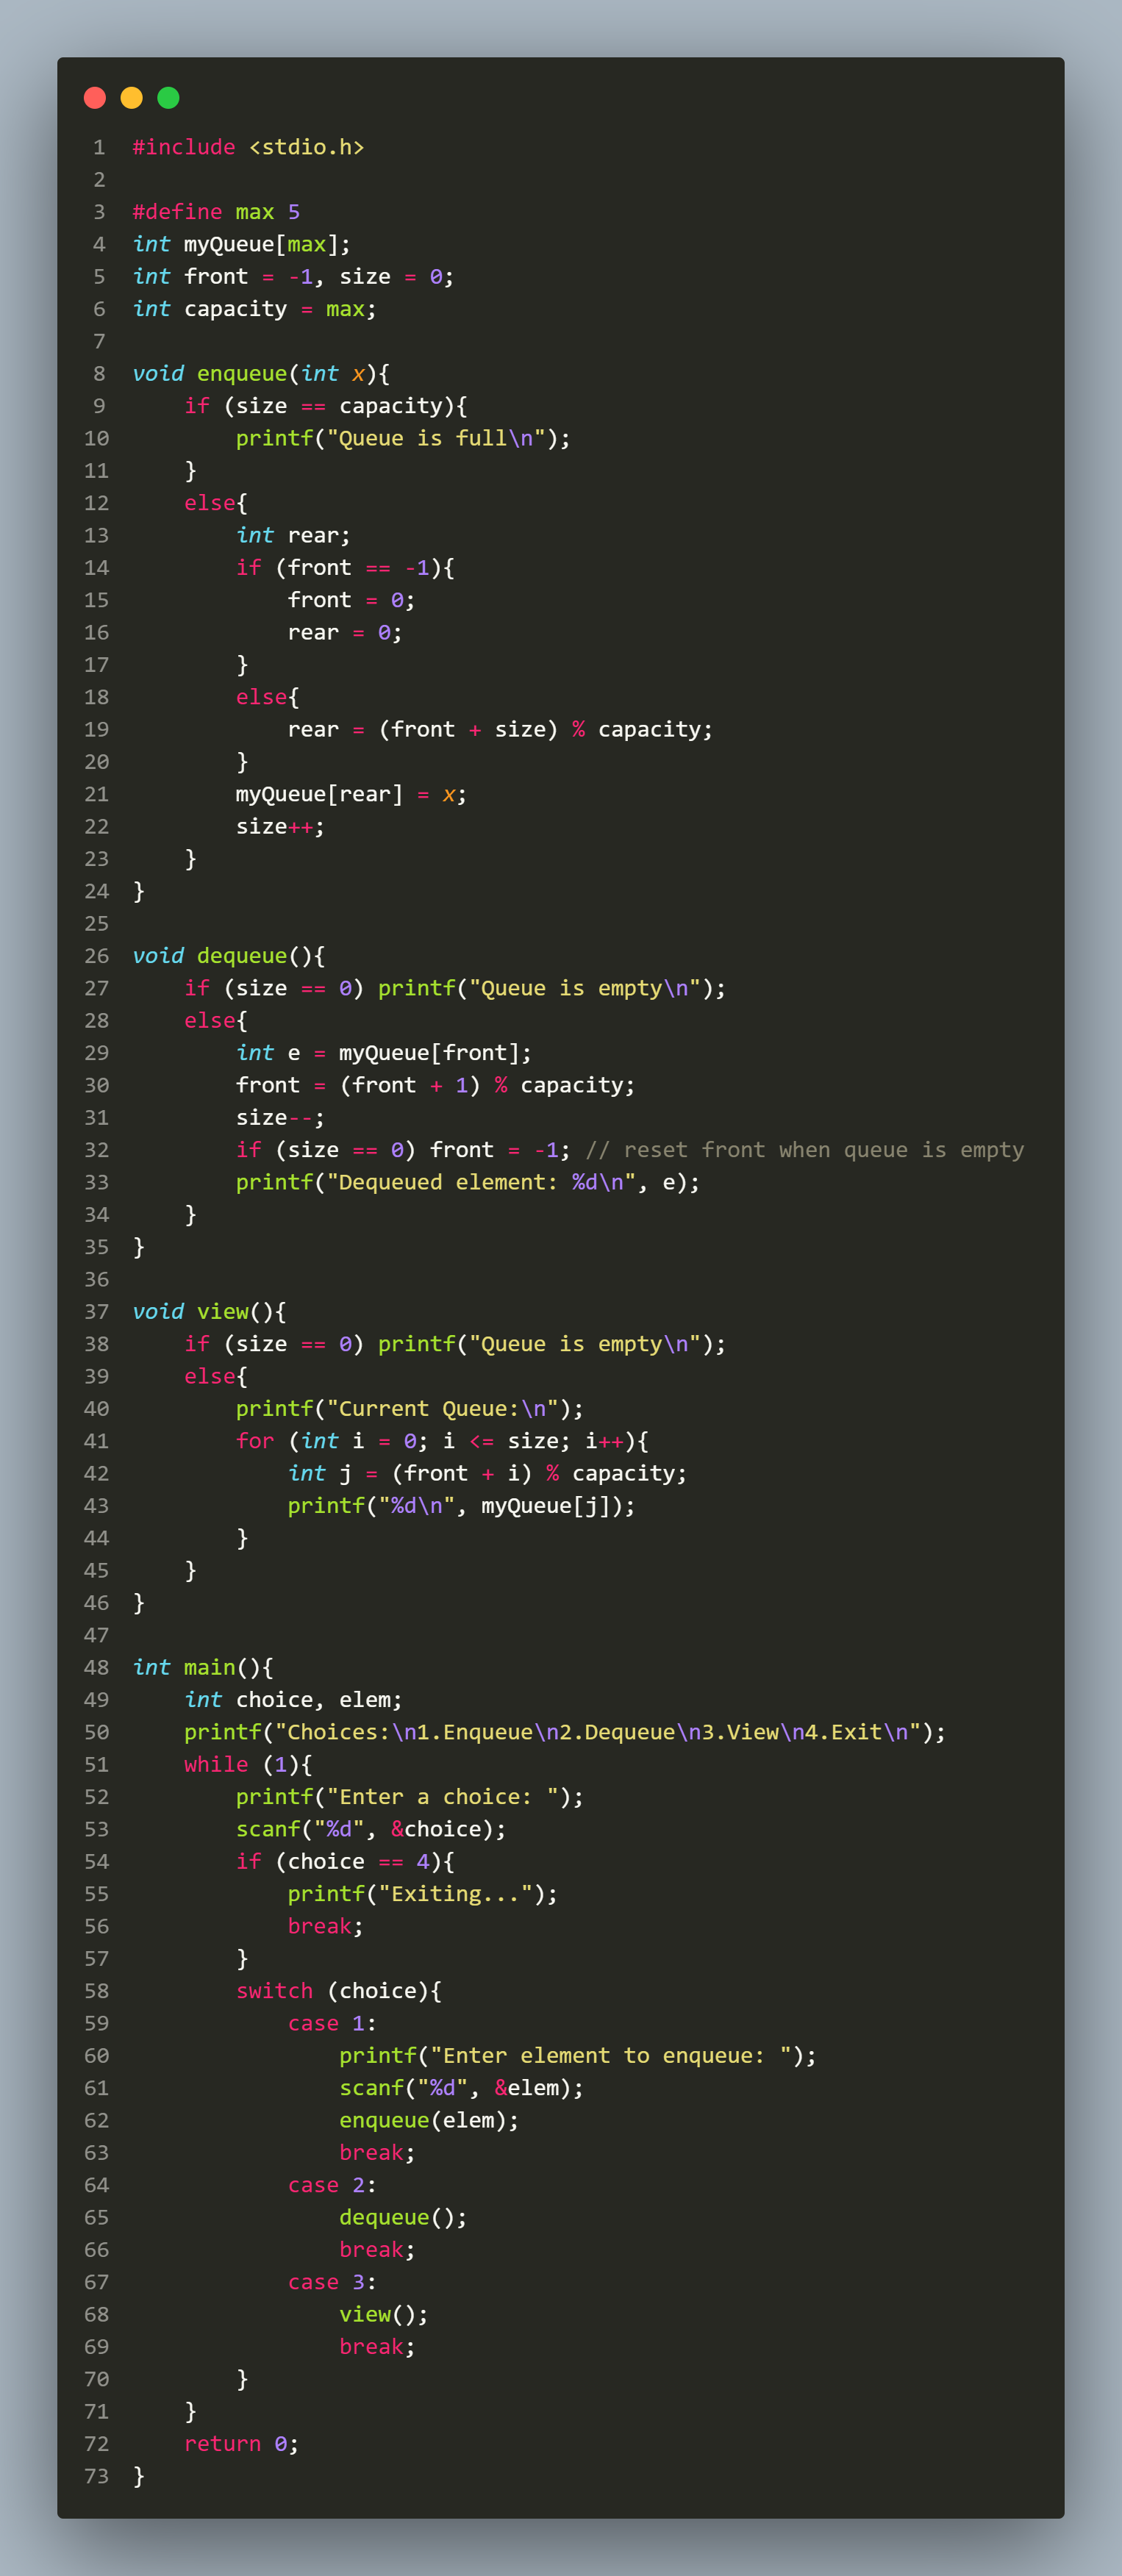 1 #include <stdio.h>
2
3 #define max 5
4 int myQueue[max];
5 int front = -1, size = 0;
6 int capacity = max;
7
8 void enqueue(int x){
9     if (size == capacity){
10         printf("Queue is full\n");
11     }
12     else{
13         int rear;
14         if (front == -1){
15             front = 0;
16             rear = 0;
17         }
18         else{
19             rear = (front + size) % capacity;
20         }
21         myQueue[rear] = x;
22         size++;
23     }
24 }
25
26 void dequeue(){
27     if (size == 0) printf("Queue is empty\n");
28     else{
29         int e = myQueue[front];
30         front = (front + 1) % capacity;
31         size--;
32         if (size == 0) front = -1; // reset front when queue is empty
33         printf("Dequeued element: %d\n", e);
34     }
35 }
36
37 void view(){
38     if (size == 0) printf("Queue is empty\n");
39     else{
40         printf("Current Queue:\n");
41         for (int i = 0; i <= size; i++){
42             int j = (front + i) % capacity;
43             printf("%d\n", myQueue[j]);
44         }
45     }
46 }
47
48 int main(){
49     int choice, elem;
50     printf("Choices:\n1.Enqueue\n2.Dequeue\n3.View\n4.Exit\n");
51     while (1){
52         printf("Enter a choice: ");
53         scanf("%d", &choice);
54         if (choice == 4){
55             printf("Exiting...");
56             break;
57         }
58         switch (choice){
59             case 1:
60                 printf("Enter element to enqueue: ");
61                 scanf("%d", &elem);
62                 enqueue(elem);
63                 break;
64             case 2:
65                 dequeue();
66                 break;
67             case 3:
68                 view();
69                 break;
70         }
71     }
72     return 0;
73 }